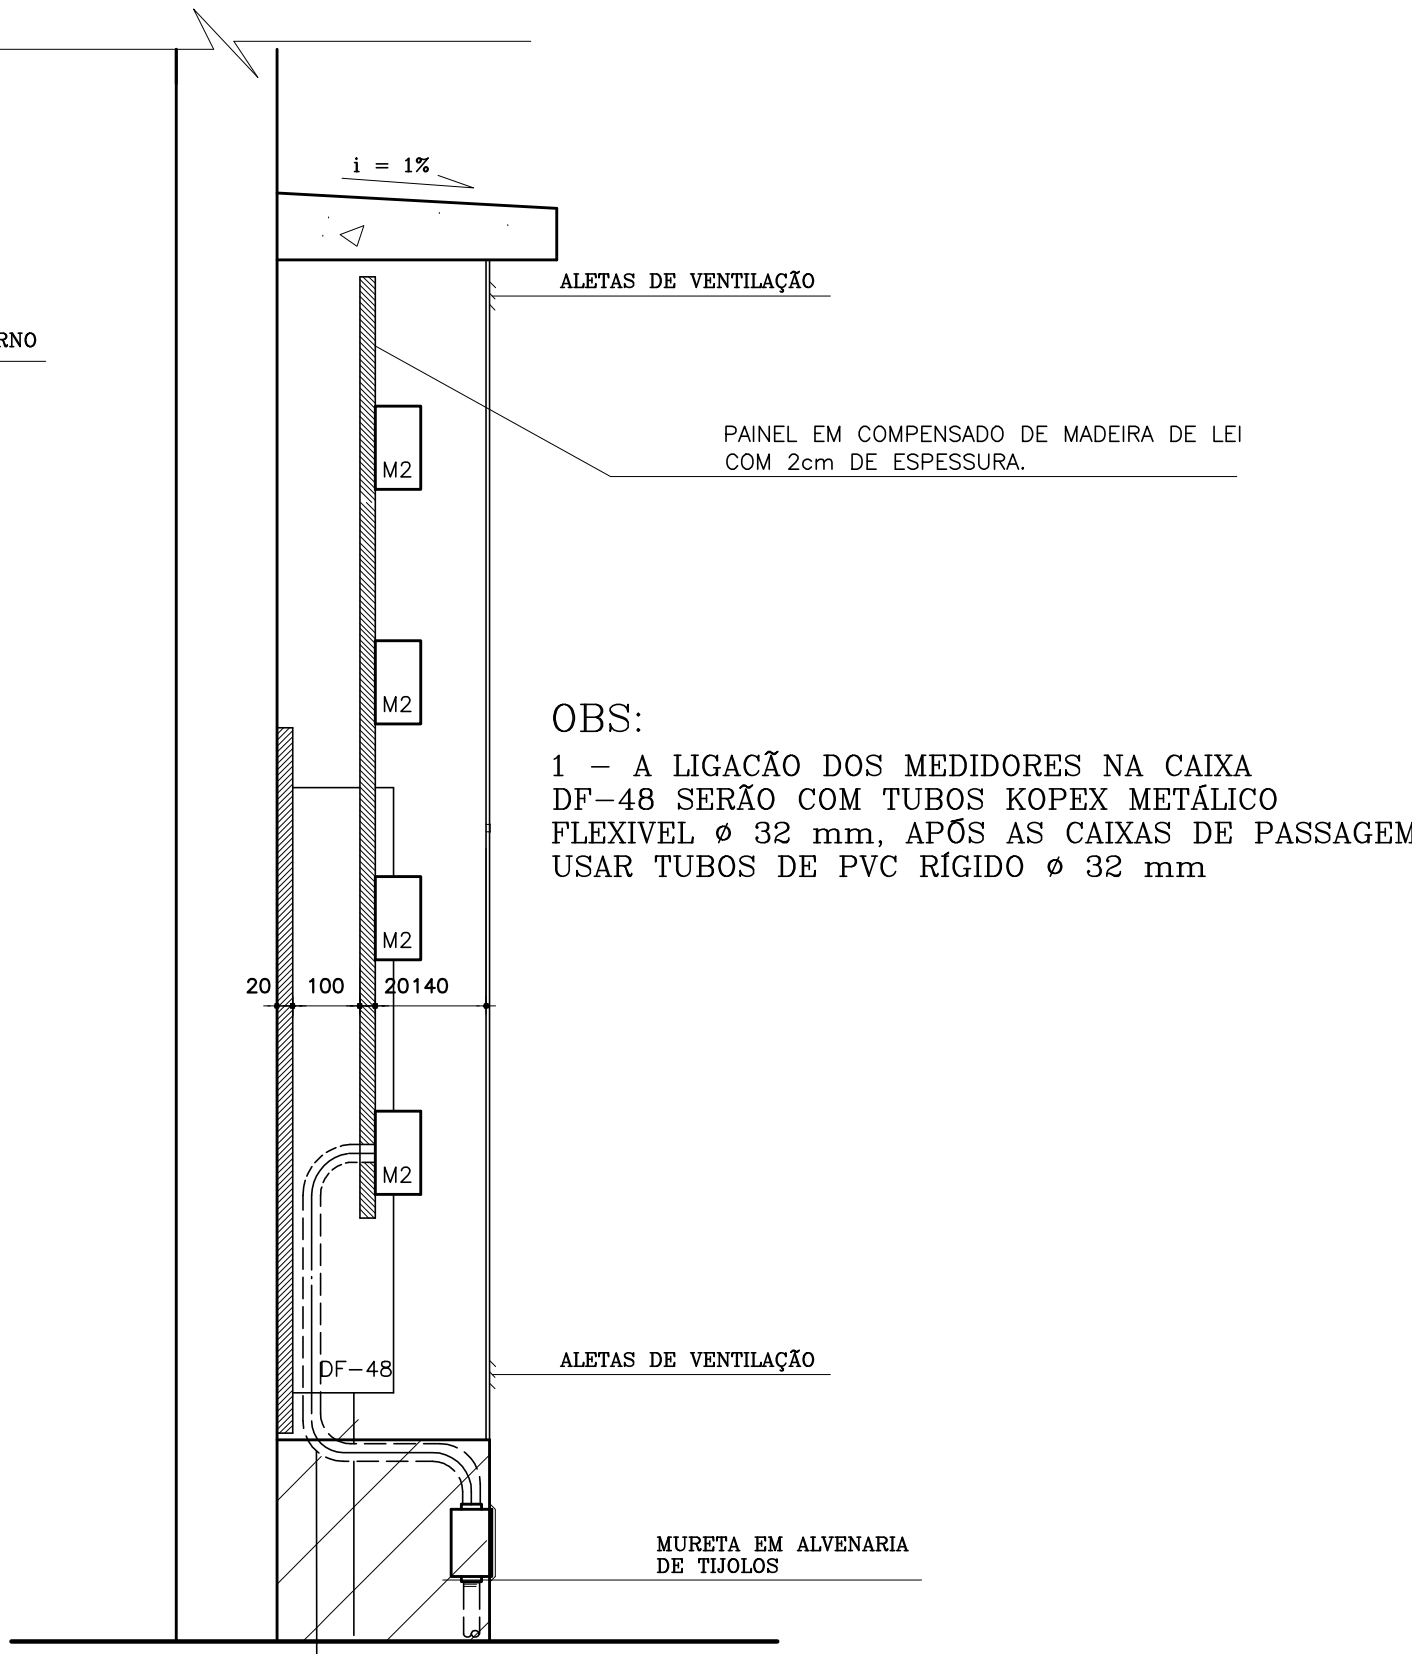 i = 1%
ALETAS DE VENTILAÇÃO
RNO
PAINEL EM COMPENSADO DE MADEIRA DE LEI
COM 2cm DE ESPESSURA.
M2
M2
OBS:
1 - A LIGACÃO DOS MEDIDORES NA CAIXA
DF-48 SERÃO COM TUBOS KOPEX METÁLICO
FLEXIVEL ø 32 mm, APÓS AS CAIXAS DE PASSAGEM
USAR TUBOS DE PVC RÍGIDO ø 32 mm
M2
20 100 20 140
M2
ALETAS DE VENTILAÇÃO
DF-48
MURETA EM ALVENARIA
DE TIJOLOS